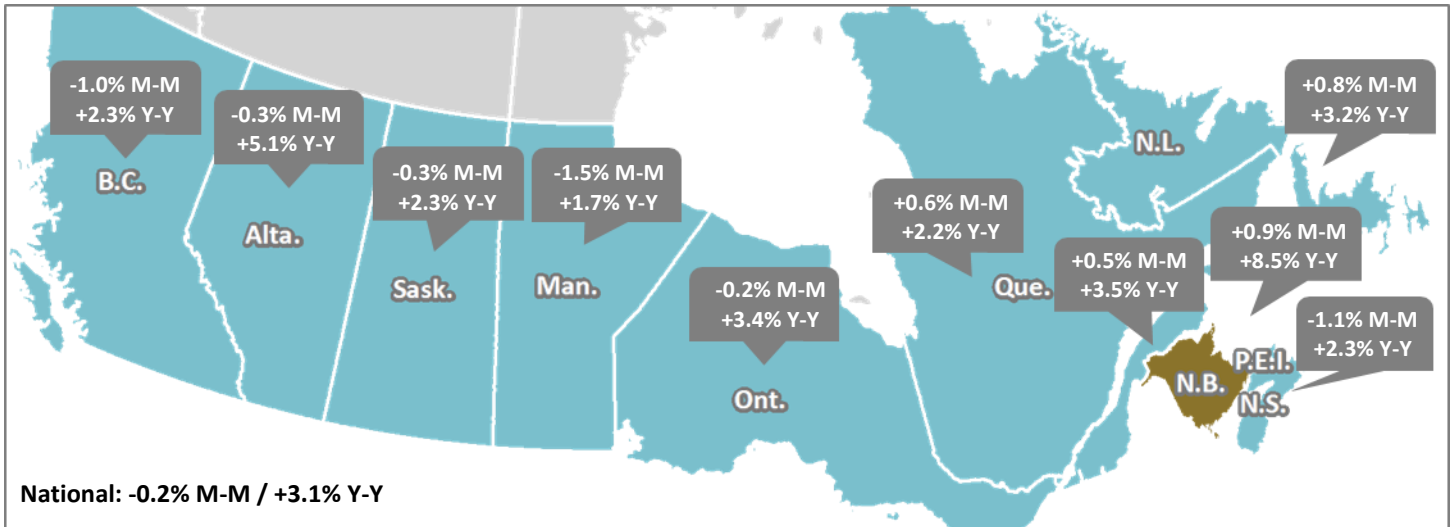 -1.0% M-M
+2.3% Y-Y
B.C.
-0.3% M-M
+5.1% Y-Y
Alta.
-0.3% M-M
+2.3% Y-Y
Sask.
-1.5% M-M
+1.7% Y-Y
Man.
-0.2% M-M
+3.4% Y-Y
Ont.
+0.6% M-M
+2.2% Y-Y
Que.
N.L.
+0.8% M-M
+3.2% Y-Y
+0.5% M-M
+3.5% Y-Y
N.B.
+0.9% M-M
+8.5% Y-Y
P.E.I.
-1.1% M-M
+2.3% Y-Y
N.S.
National: -0.2% M-M / +3.1% Y-Y